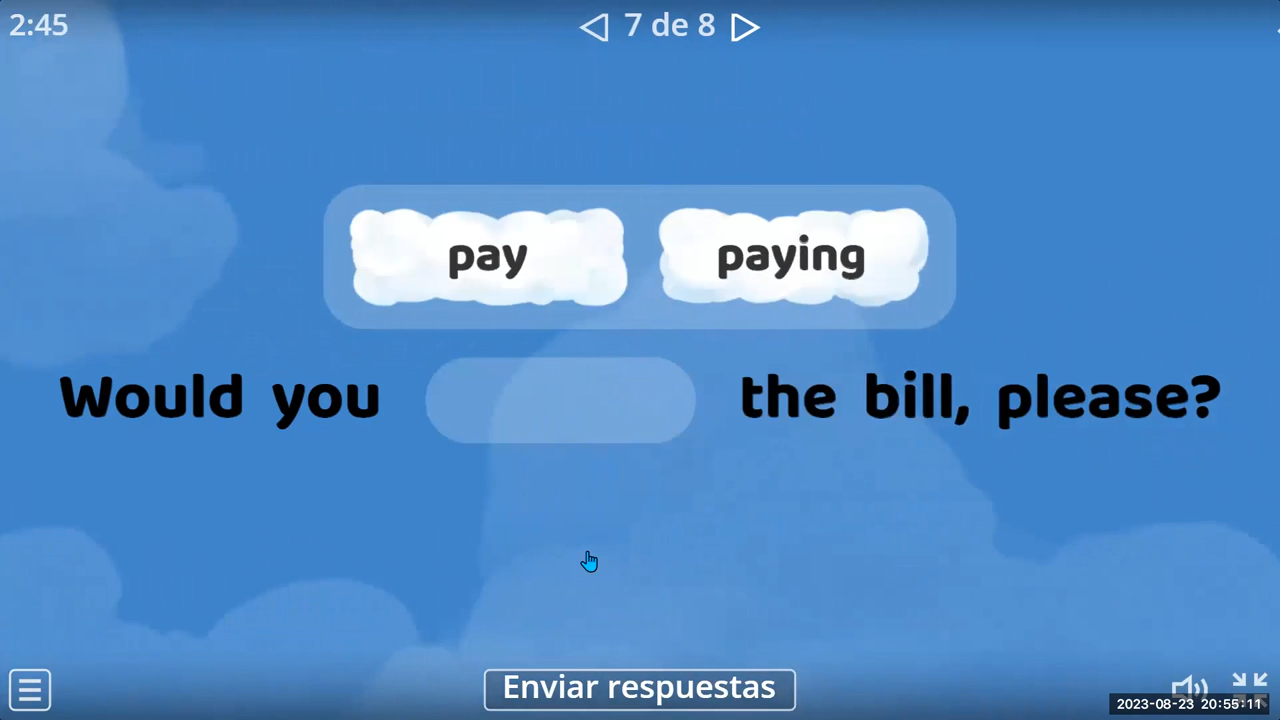 2:45
7 de 8
pay
paying
Would you the bill, please?
Enviar respuestas
2023-08-23 20:55:11